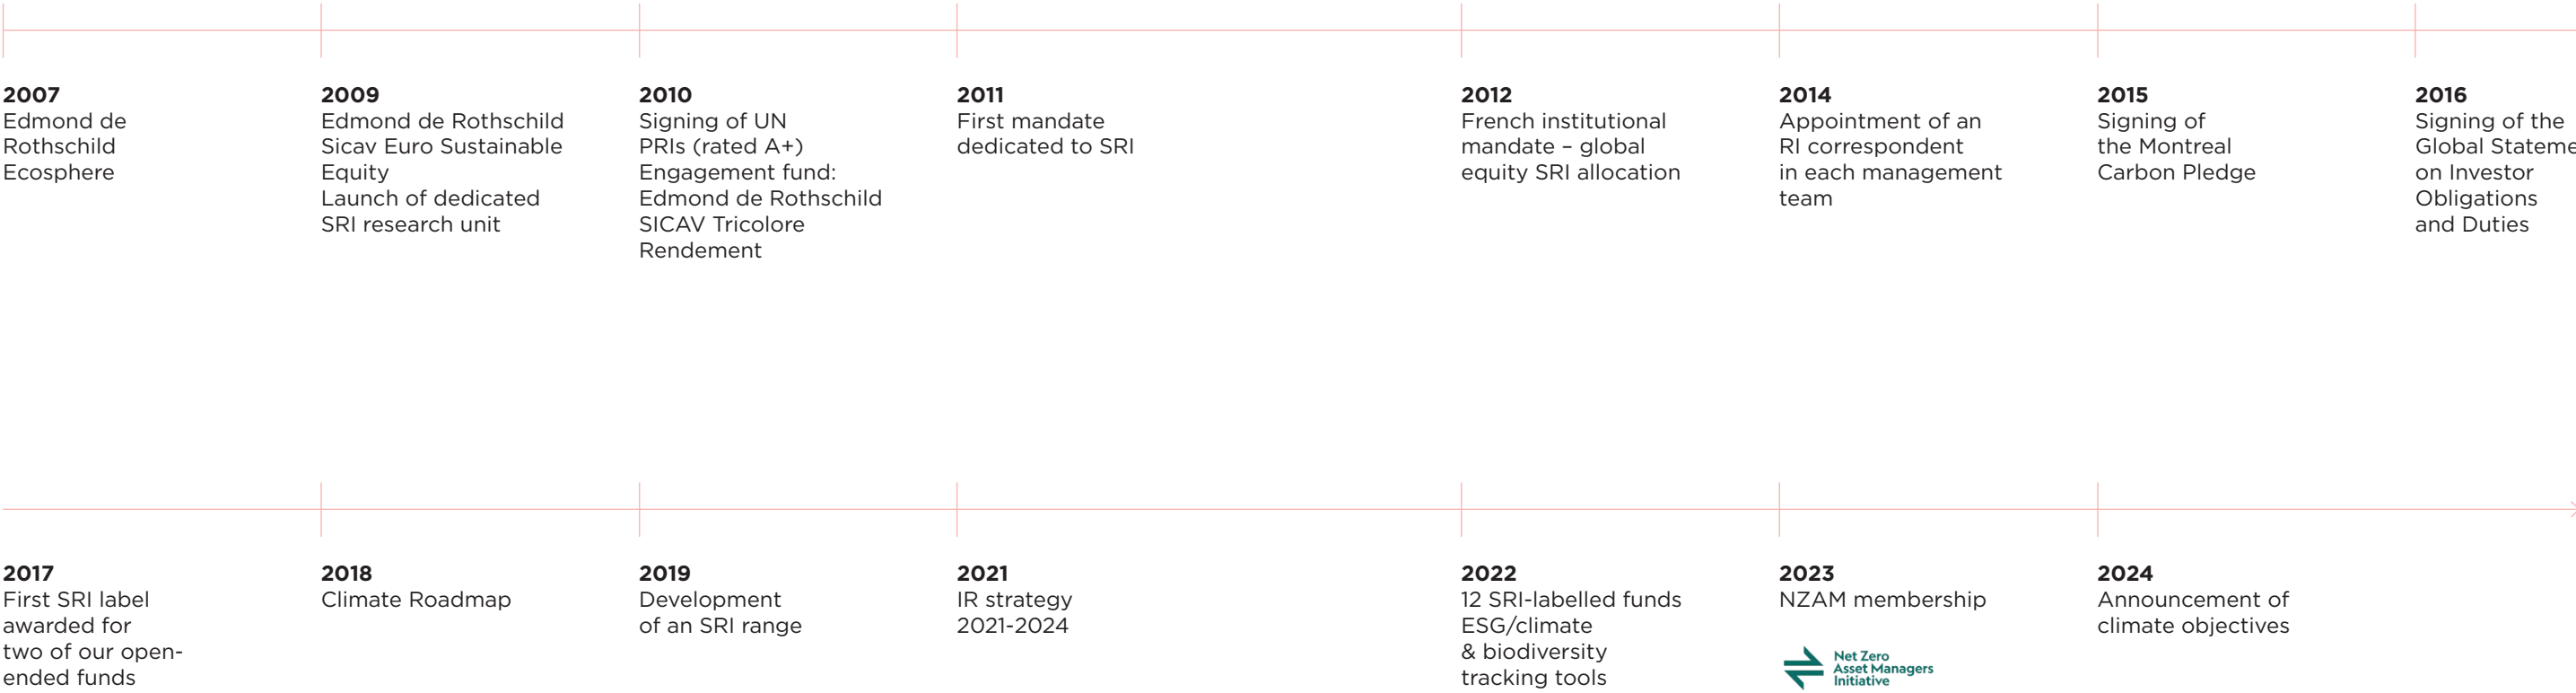 2007
Edmond de
Rothschild
Ecosphere
2009
Edmond de Rothschild
Sicav Euro Sustainable
Equity
Launch of dedicated
SRI research unit
2010
Signing of UN
PRIs (rated A+)
Engagement fund:
Edmond de Rothschild
SICAV Tricolore
Rendement
2011
First mandate
dedicated to SRI
2012
French institutional
mandate – global
equity SRI allocation
2014
Appointment of an
RI correspondent
in each management
team
2015
Signing of
the Montreal
Carbon Pledge
2016
Signing of the
Global Stateme
on Investor
Obligations
and Duties
2017
First SRI label
awarded for
two of our open-
ended funds
2018
Climate Roadmap
2019
Development
of an SRI range
2021
IR strategy
2021-2024
2022
12 SRI-labelled funds
ESG/climate
& biodiversity
tracking tools
2023
NZAM membership
Net Zero
Asset Managers
Initiative
2024
Announcement of
climate objectives